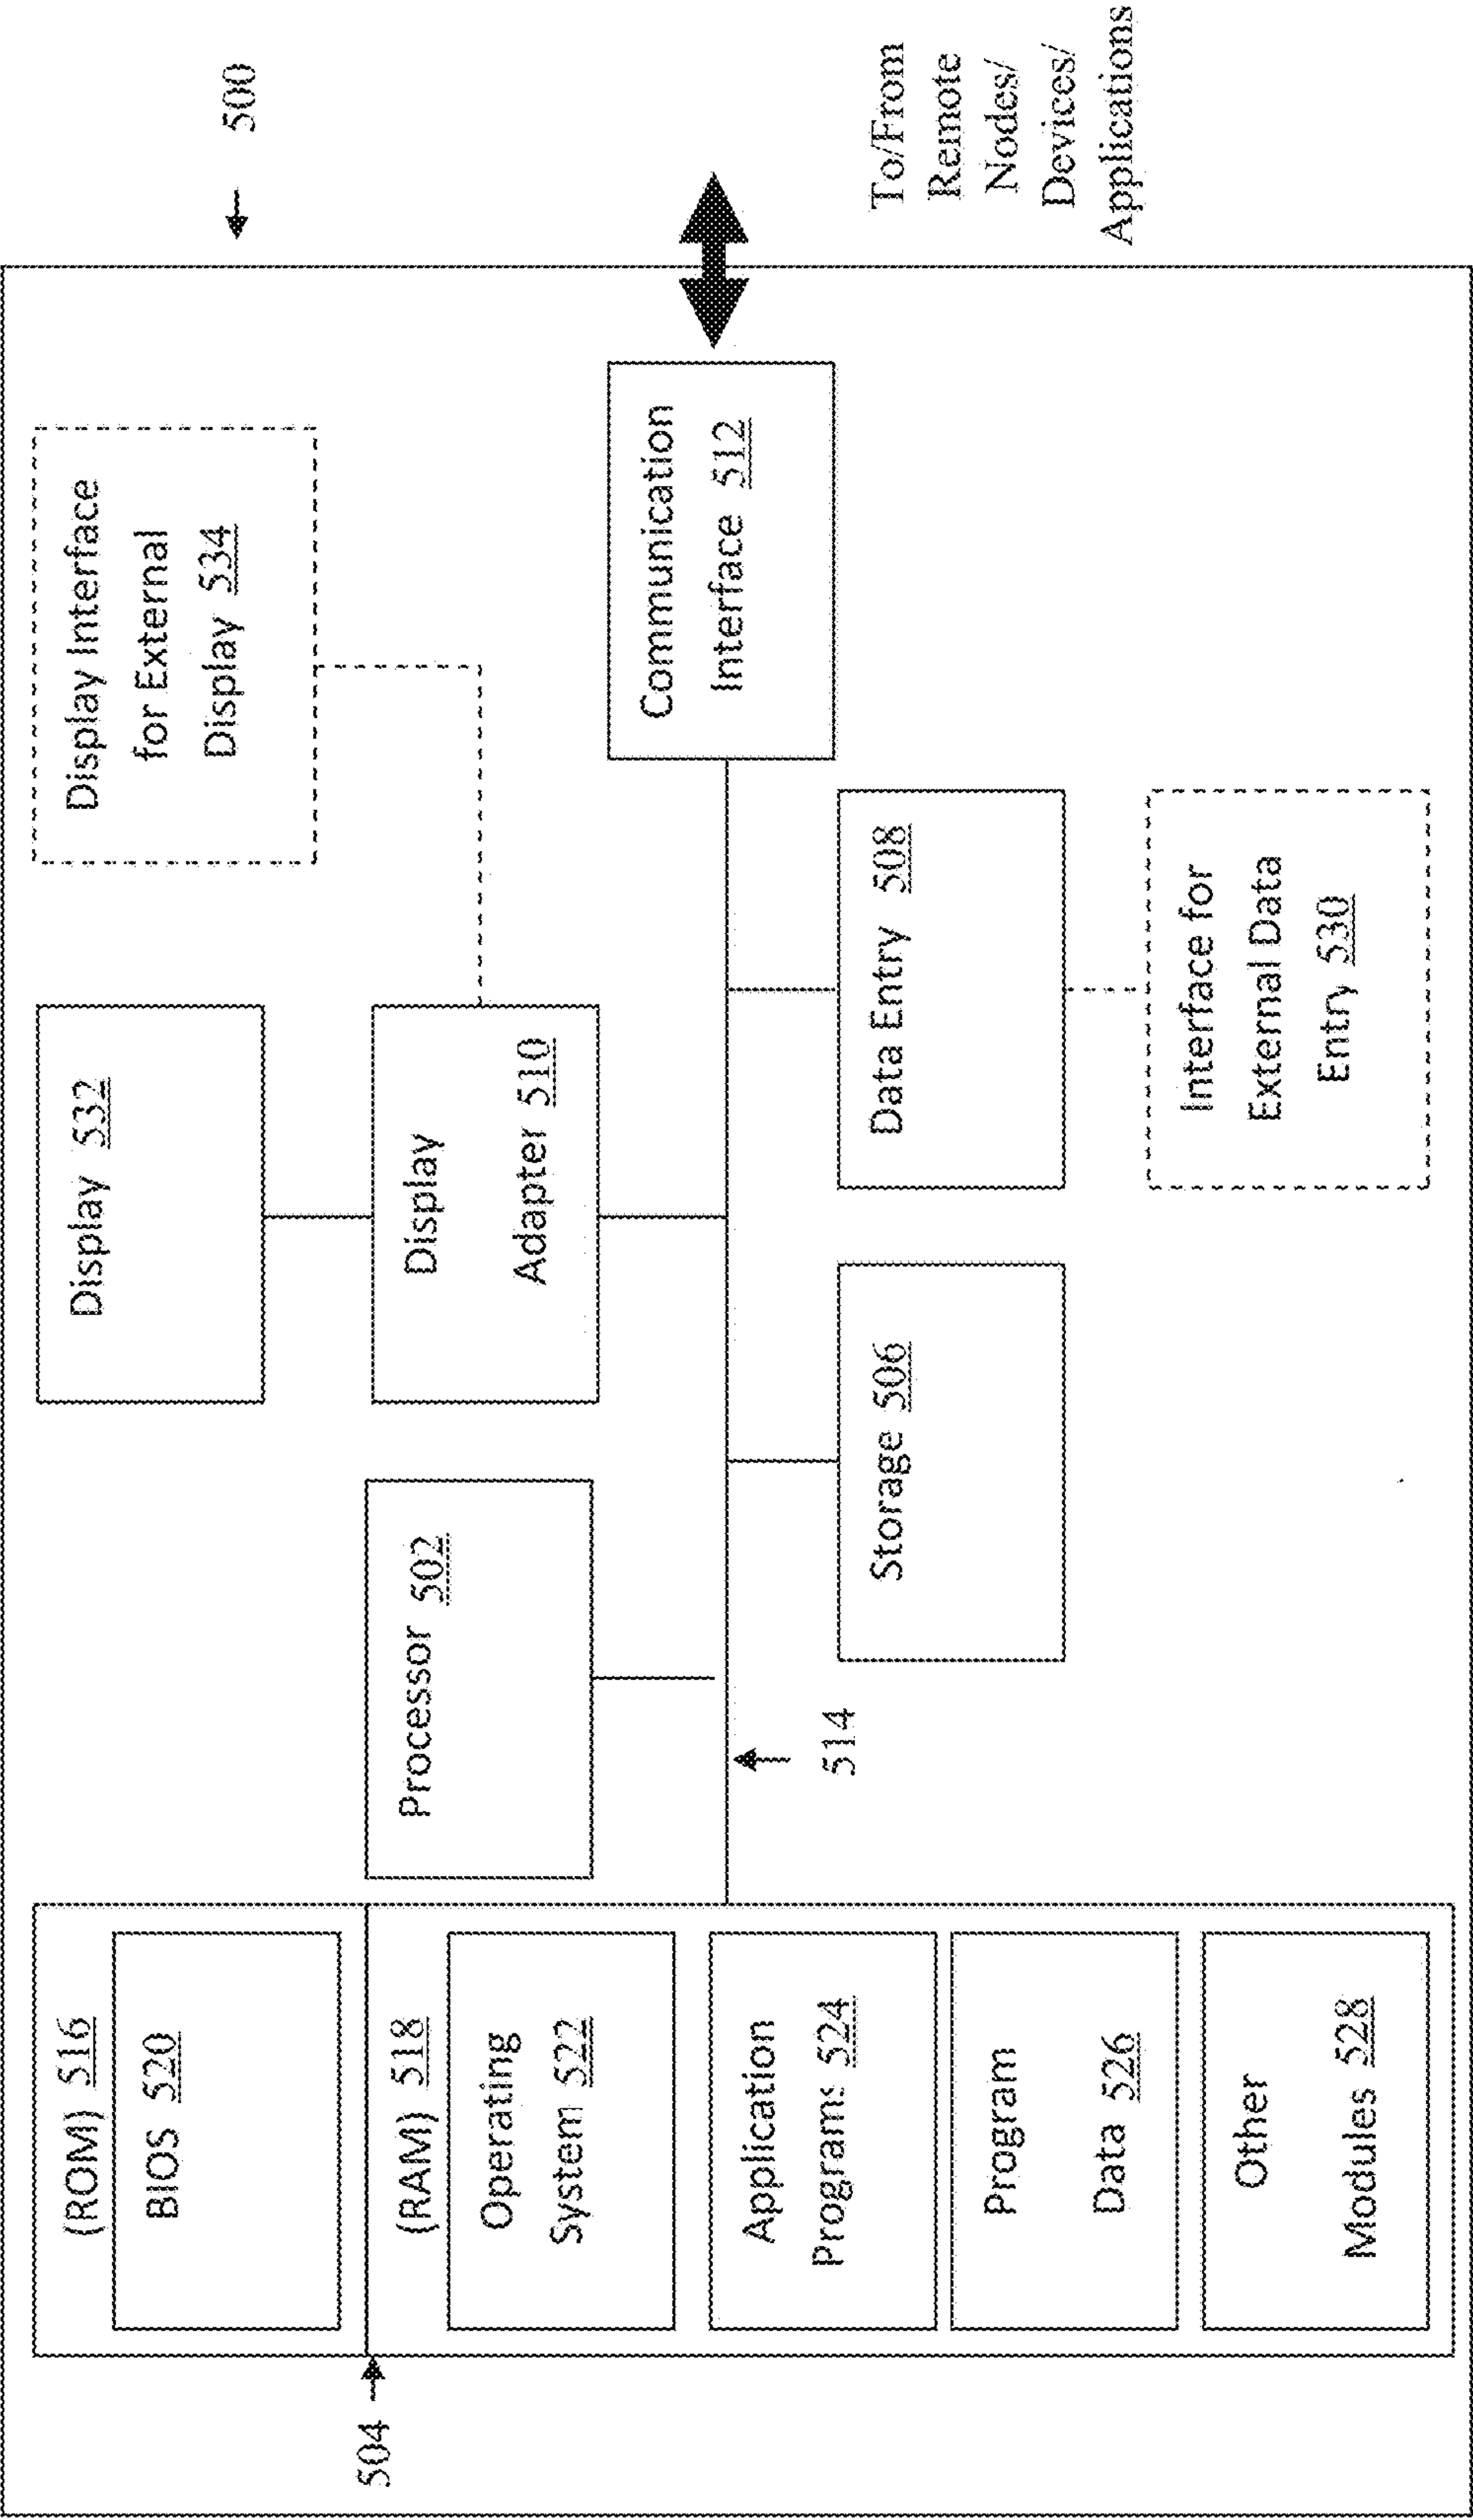 500
(ROM) 516
BIOS 520
(RAM) 518
Operating
System 522
Application
Programs 524
Program
Data 526
Other
Modules 528
504
Processor 502
514
Storage 506
Display 532
Display
Adapter 510
Data Entry 508
Interface for
External Data
Entry 530
Display Interface
for External
Display 534
Communication
Interface 512
To/From
Remote
Nodes/
Devices/
Applications